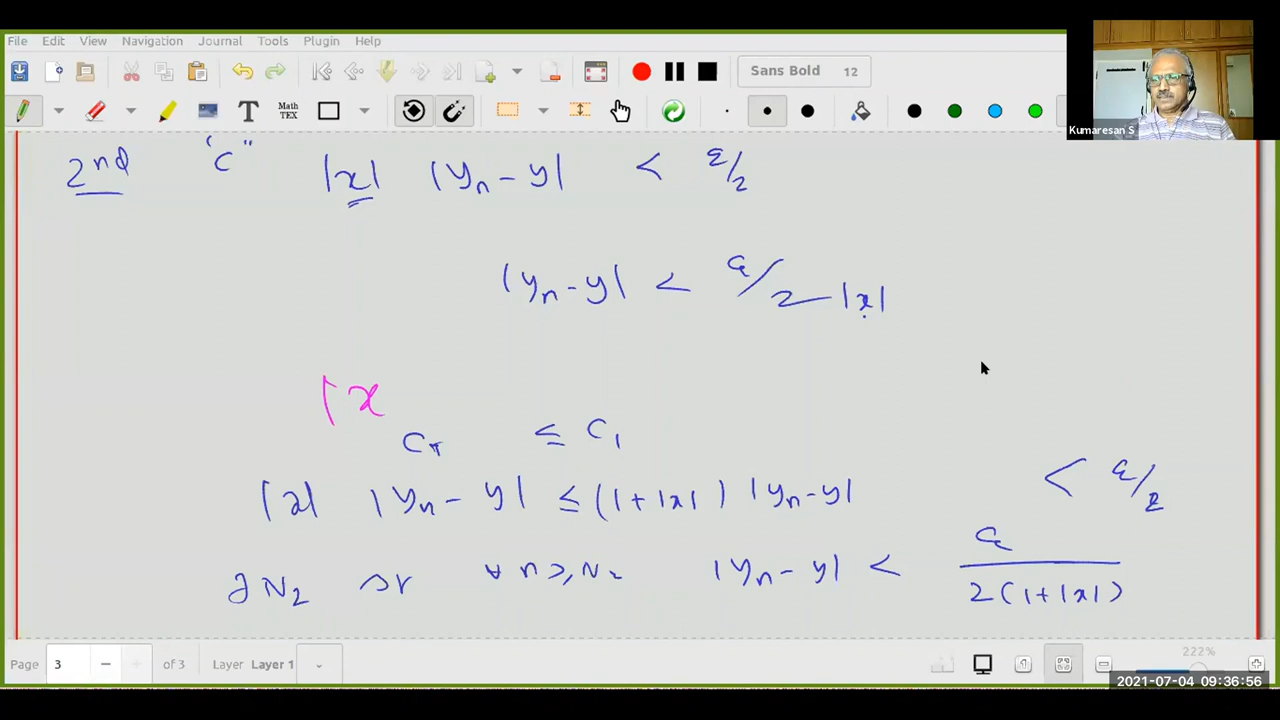 File Edit View Navigation Journal Tools Plugin Help
Sans Bold 12
Kumaresan S
2nd "C" |x| |yn - y| < ε/2
|yn - y| < ε/2 |x|
|x
≤ C1
|x| |yn - y| ≤ (1+|x|) |yn - y| < ε/2
∃ N2 ∀ n ≥ N2 |yn - y| < ε / 2(1+|x|)
Page 3 of 3 Layer Layer 1 222%
2021-07-04 09:36:56